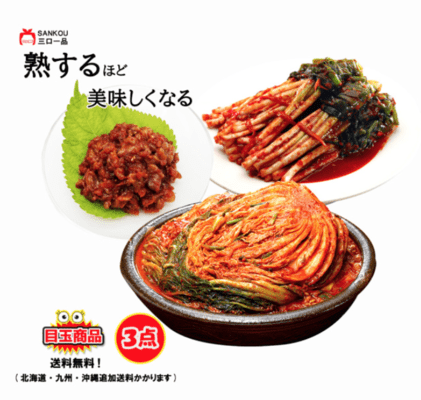 SANKOU
三口一品
熟するほど
美味しくなる
目玉商品
3点
送料無料!
(北海道・九州・沖縄追加送料かかります)